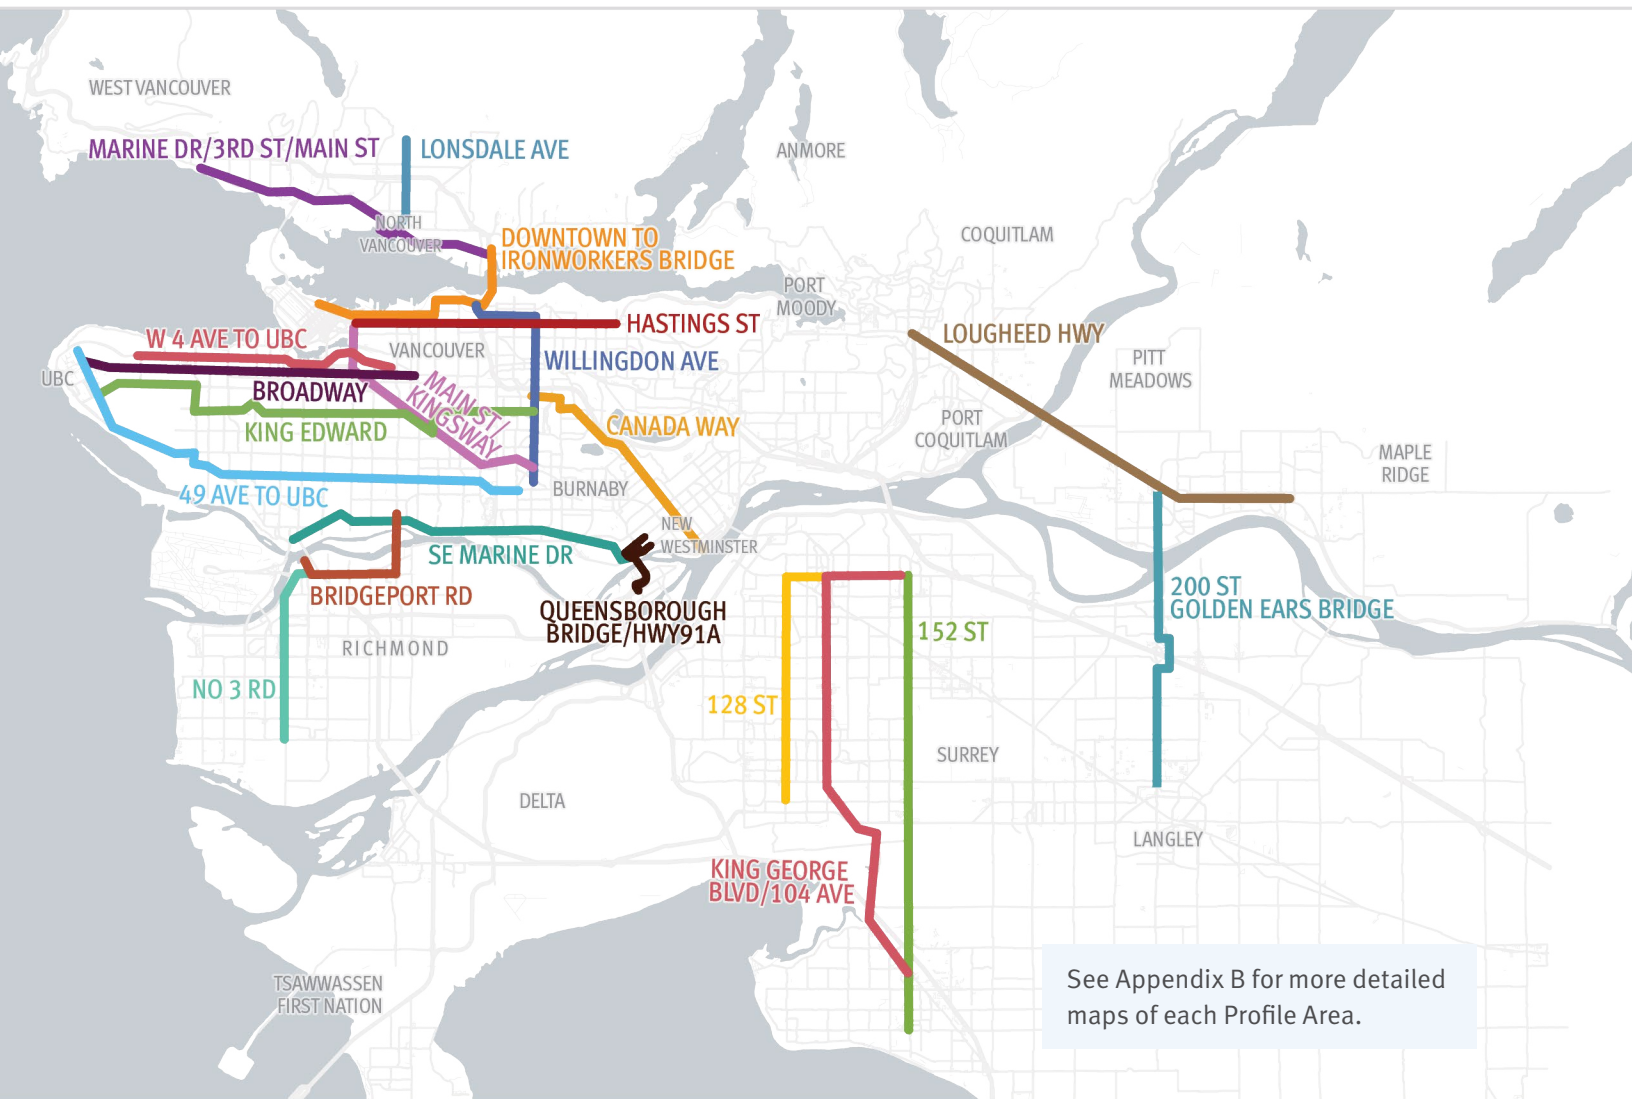 WEST VANCOUVER
MARINE DR/3RD ST/MAIN ST
LONSDALE AVE
ANMORE
NORTH
VANCOUVER
DOWNTOWN TO
IRONWORKERS BRIDGE
COQUITLAM
PORT
MOODY
HASTINGS ST
W 4 AVE TO UBC
VANCOUVER
WILLINGDON AVE
LOUGHEED HWY
PITT
MEADOWS
UBC
BROADWAY
MAIN ST/
KINGSWAY
KING EDWARD
CANADA WAY
PORT
COQUITLAM
MAPLE
RIDGE
49 AVE TO UBC
BURNABY
NEW
WESTMINSTER
SE MARINE DR
BRIDGEPORT RD
QUEENSBOROUGH
BRIDGE/HWY91A
200 ST
GOLDEN EARS BRIDGE
152 ST
RICHMOND
NO 3 RD
128 ST
SURREY
DELTA
LANGLEY
KING GEORGE
BLVD/104 AVE
TSAWWASSEN
FIRST NATION
See Appendix B for more detailed
maps of each Profile Area.